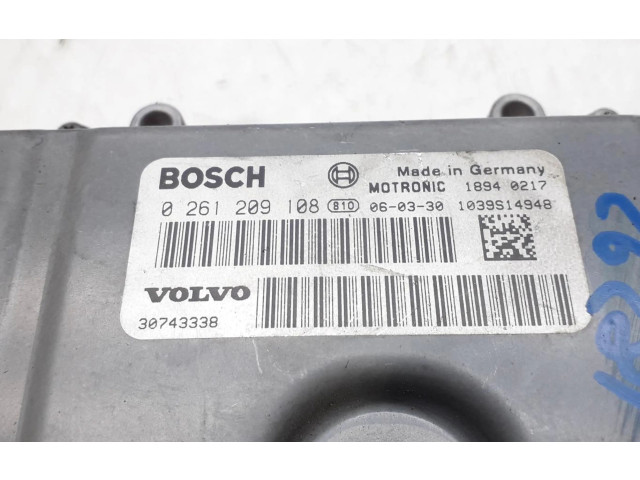 BOSCH Made in Germany
MOTRONIC 1894 0217
0 261 209 108 B10 06-03-30 1039S14948
VOLVO
30743338